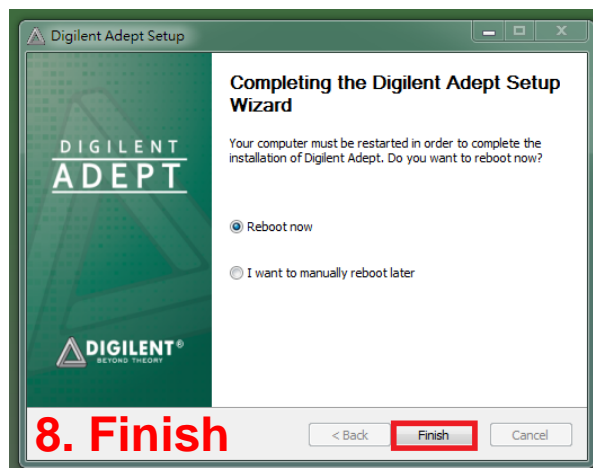 Digilent Adept Setup
Completing the Digilent Adept Setup
Wizard
DIGILENT
ADEPT
Your computer must be restarted in order to complete the
installation of Digilent Adept. Do you want to reboot now?
Reboot now
I want to manually reboot later
DIGILENT®
BEYOND THEORY
8. Finish
< Back
Finish
Cancel